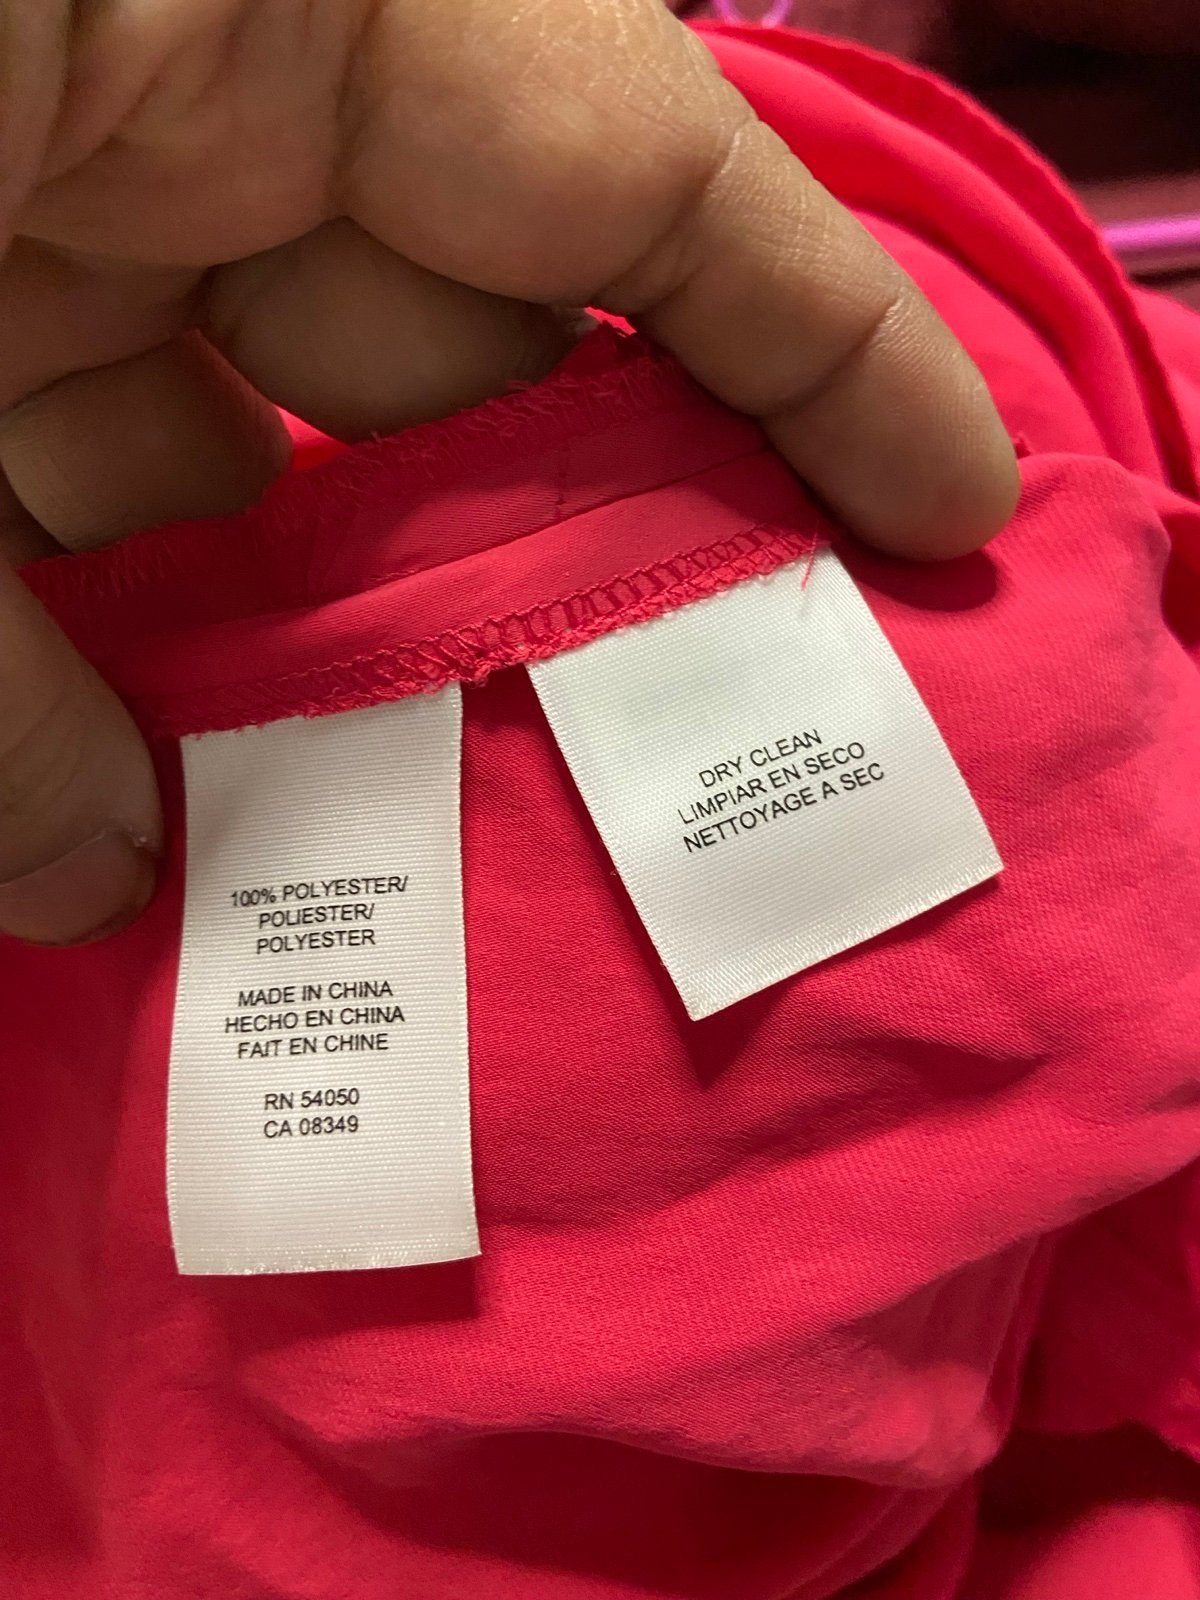 100% POLYESTER/
POLIESTER/
POLYESTER
MADE IN CHINA
HECHO EN CHINA
FAIT EN CHINE
RN 54050
CA 08349
DRY CLEAN
LIMPIAR EN SECO
NETTOYAGE A SEC